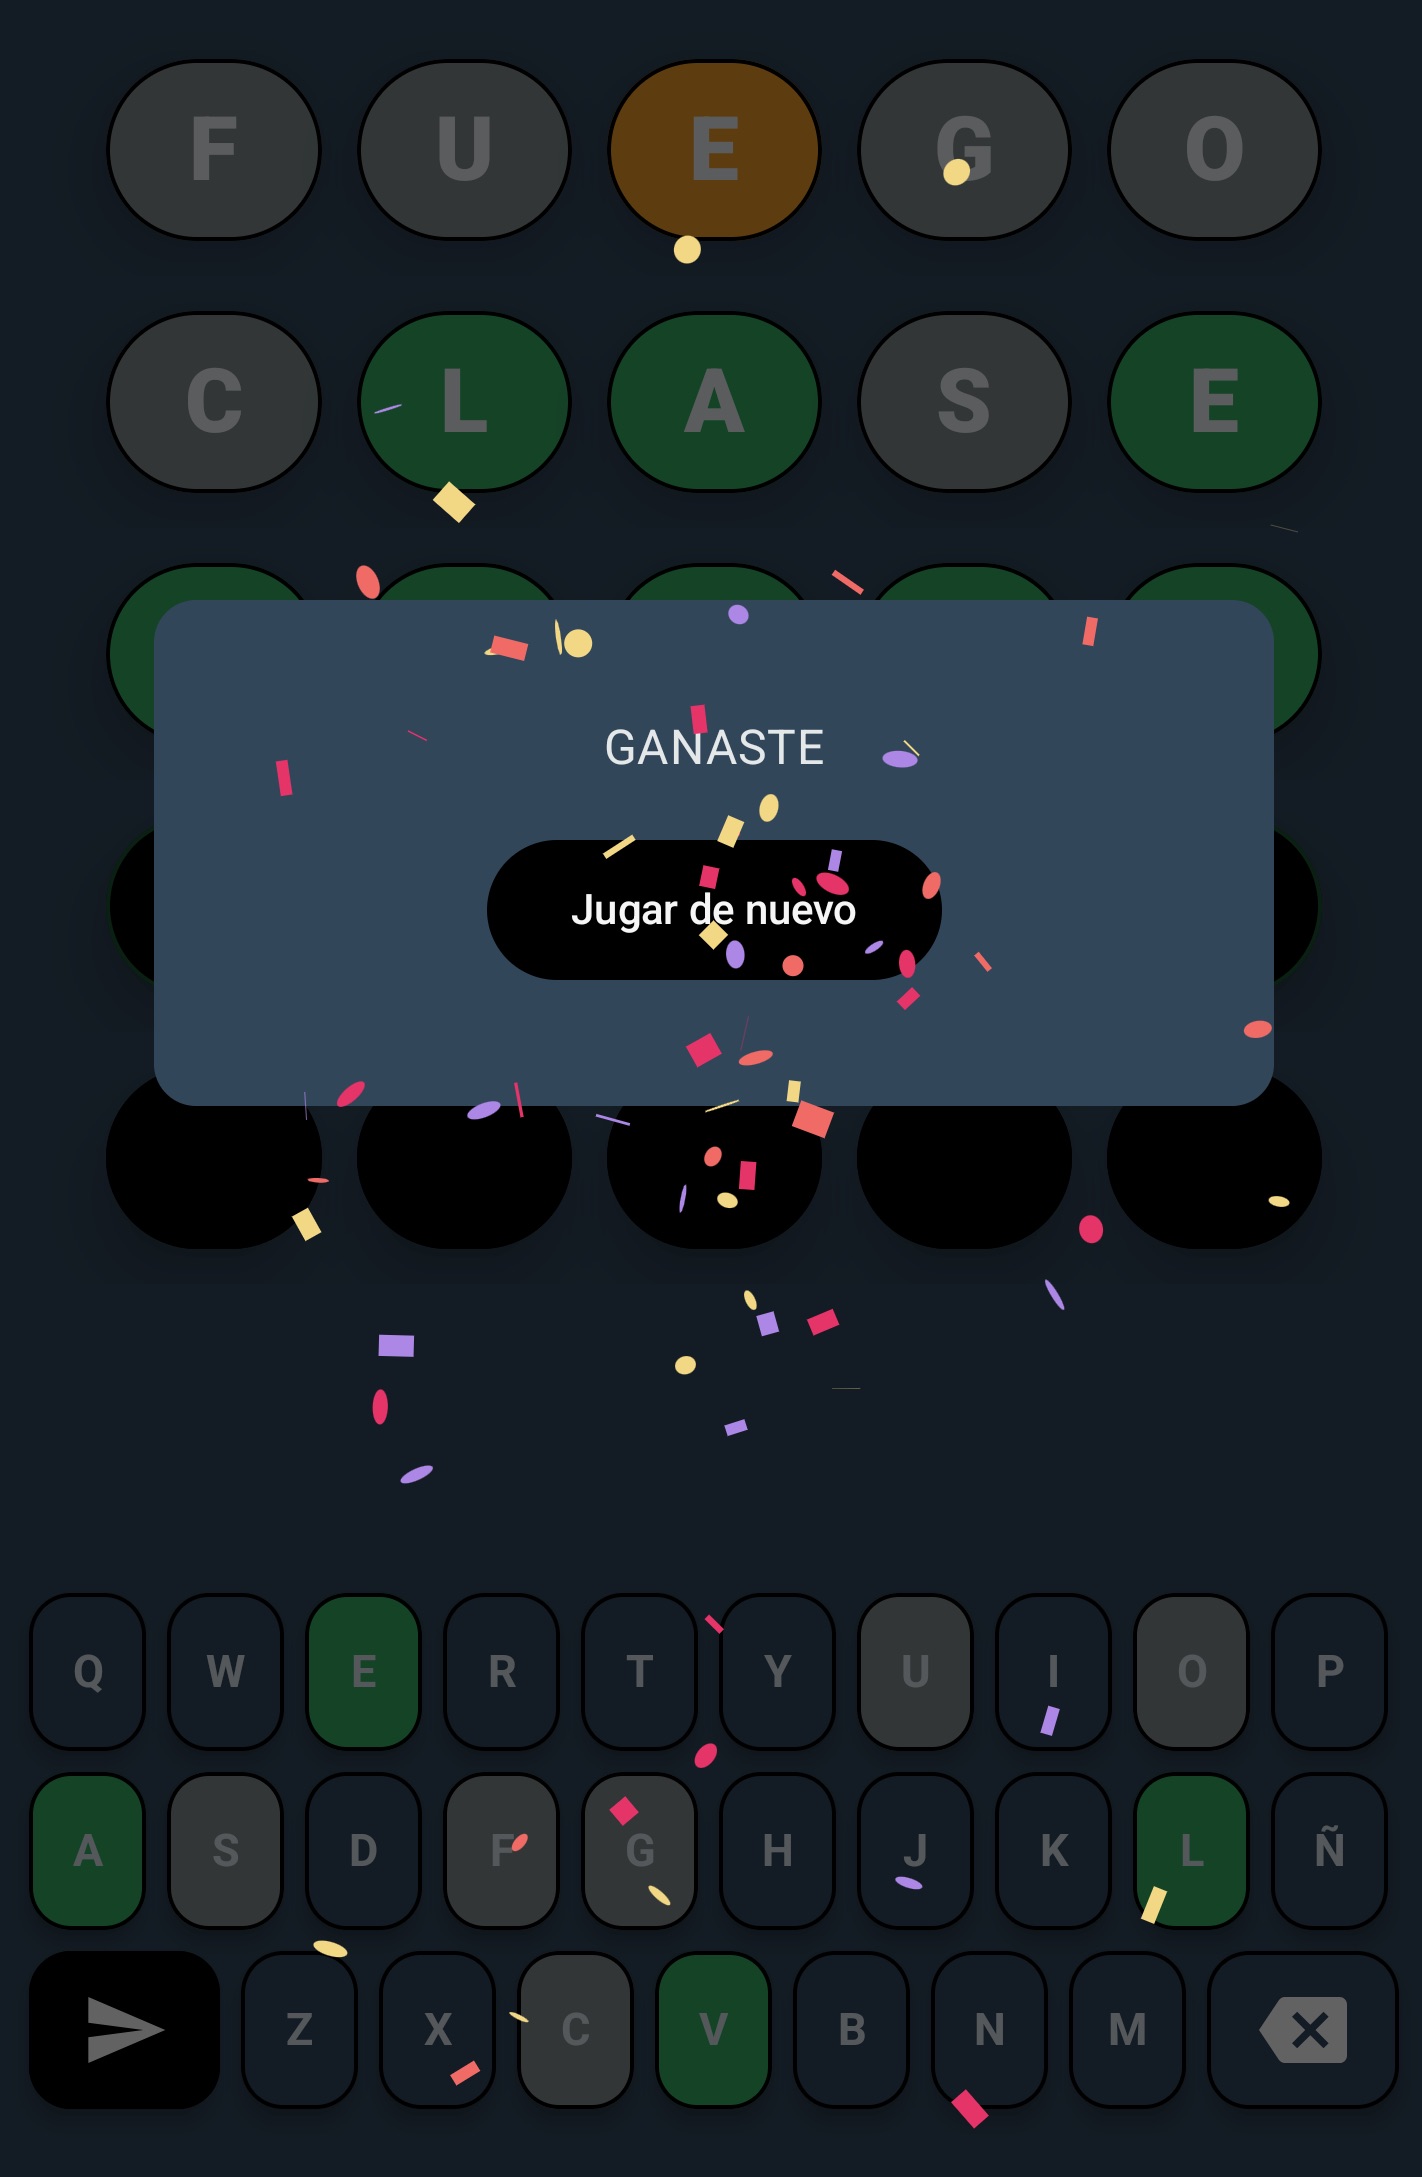 F U E G O
C L A S E
GANASTE
Jugar de nuevo
Q W E R T Y U I O P
A S D F G H J K L Ñ
Z X C V B N M